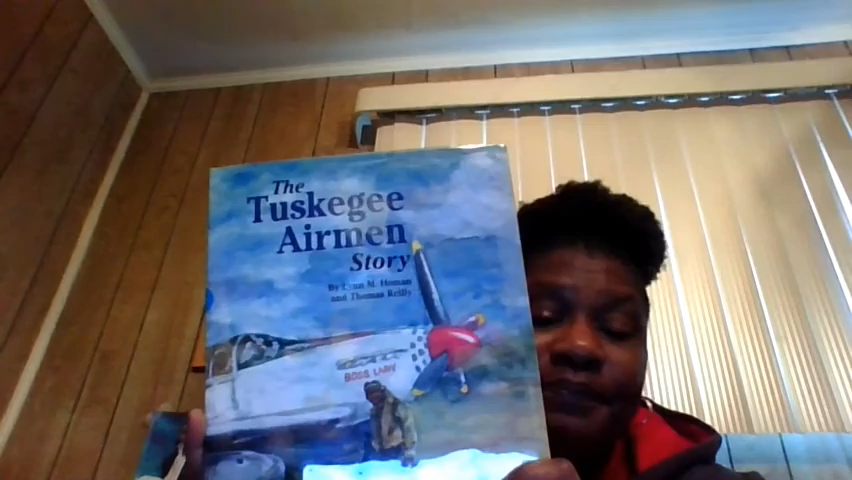 The
Tuskegee
Airmen
Story
By Lynn M. Homan
and Thomas Reilly
BOSS LADY